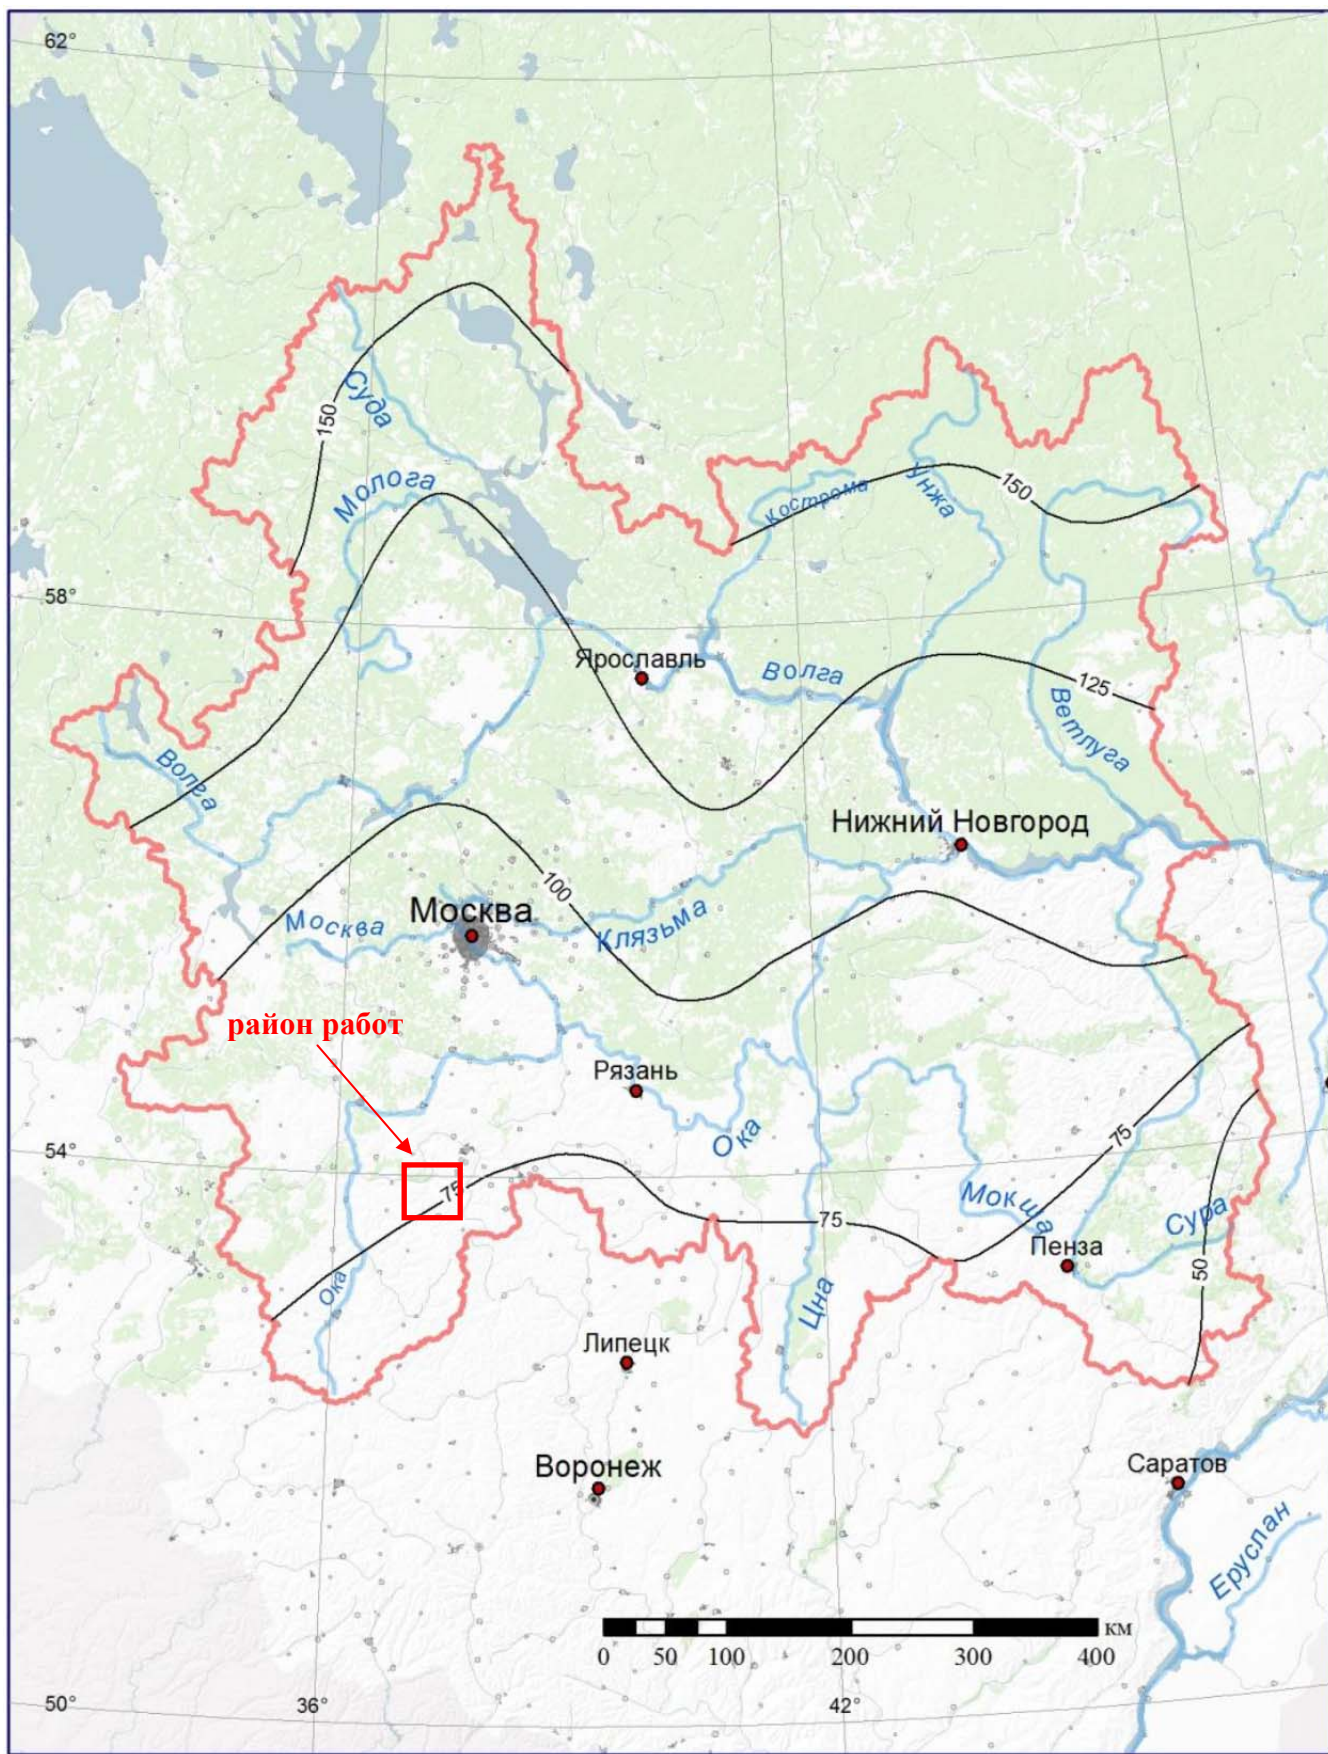 62°
Суда
150
Молога
Кострома
Унжа
150
58°
Ярославль
Волга
125
Ветлуга
Волга
Нижний Новгород
100
Москва
Москва
Клязьма
район работ
Рязань
Ока
54°
75
75
Мокша
Сура
75
Пенза
50
Ока
Цна
Липецк
Воронеж
Саратов
Еруслан
км
0 50 100 200 300 400
50°
36°
42°